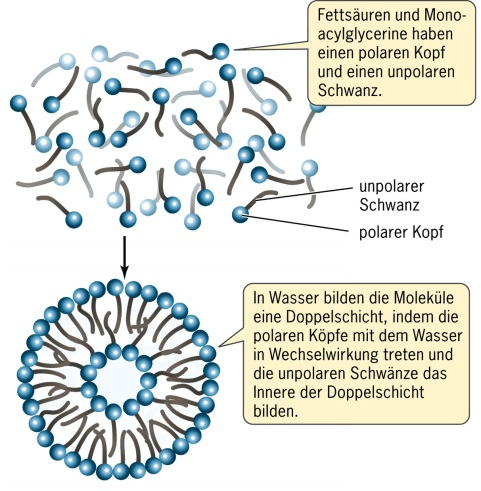 Fettsäuren und Mono-
acylglycerine haben
einen polaren Kopf
und einen unpolaren
Schwanz.
unpolarer
Schwanz
polarer Kopf
In Wasser bilden die Moleküle
eine Doppelschicht, indem die
polaren Köpfe mit dem Wasser
in Wechselwirkung treten und
die unpolaren Schwänze das
Innere der Doppelschicht
bilden.